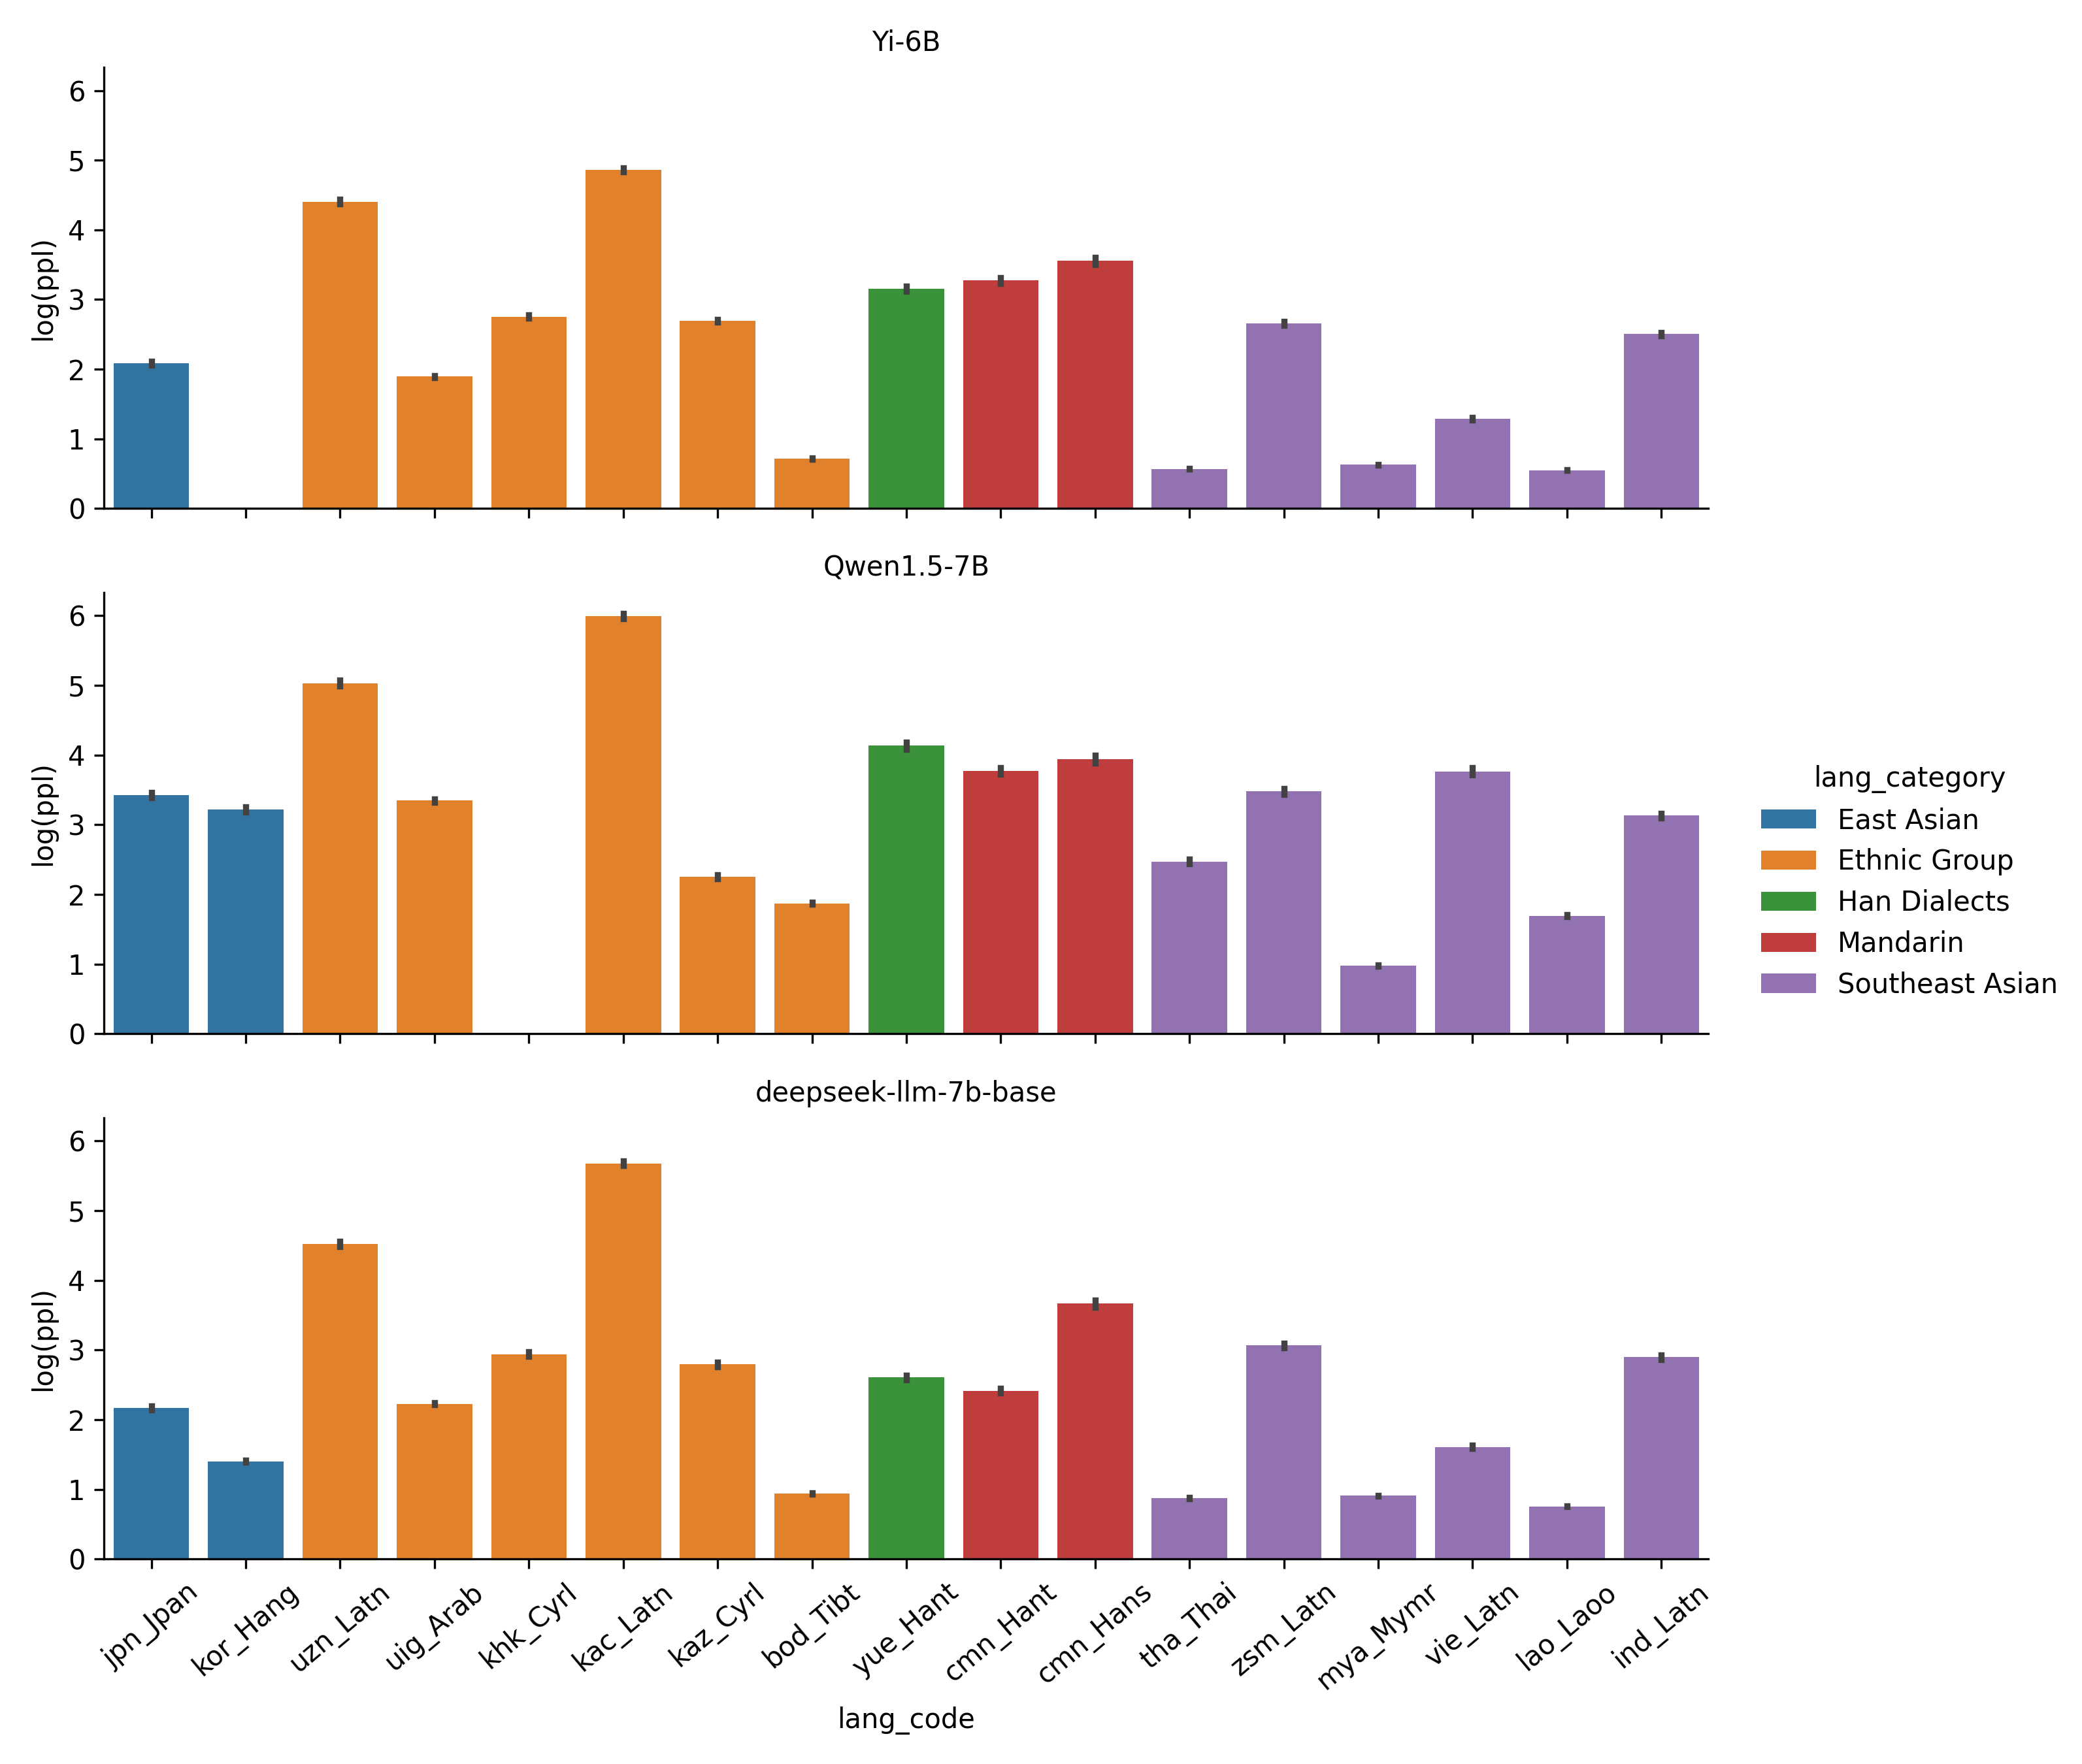 Yi-6B
6
5
4
3
2
1
0
log(ppl)
Qwen1.5-7B
6
5
4
3
2
1
0
log(ppl)
lang_category
East Asian
Ethnic Group
Han Dialects
Mandarin
Southeast Asian
deepseek-llm-7b-base
6
5
4
3
2
1
0
log(ppl)
jpn_Jpan
kor_Hang
uzn_Latn
uig_Arab
khk_Cyrl
kac_Latn
kaz_Cyrl
bod_Tibt
yue_Hant
cmn_Hant
cmn_Hans
tha_Thai
zsm_Latn
mya_Mymr
vie_Latn
lao_Laoo
ind_Latn
lang_code